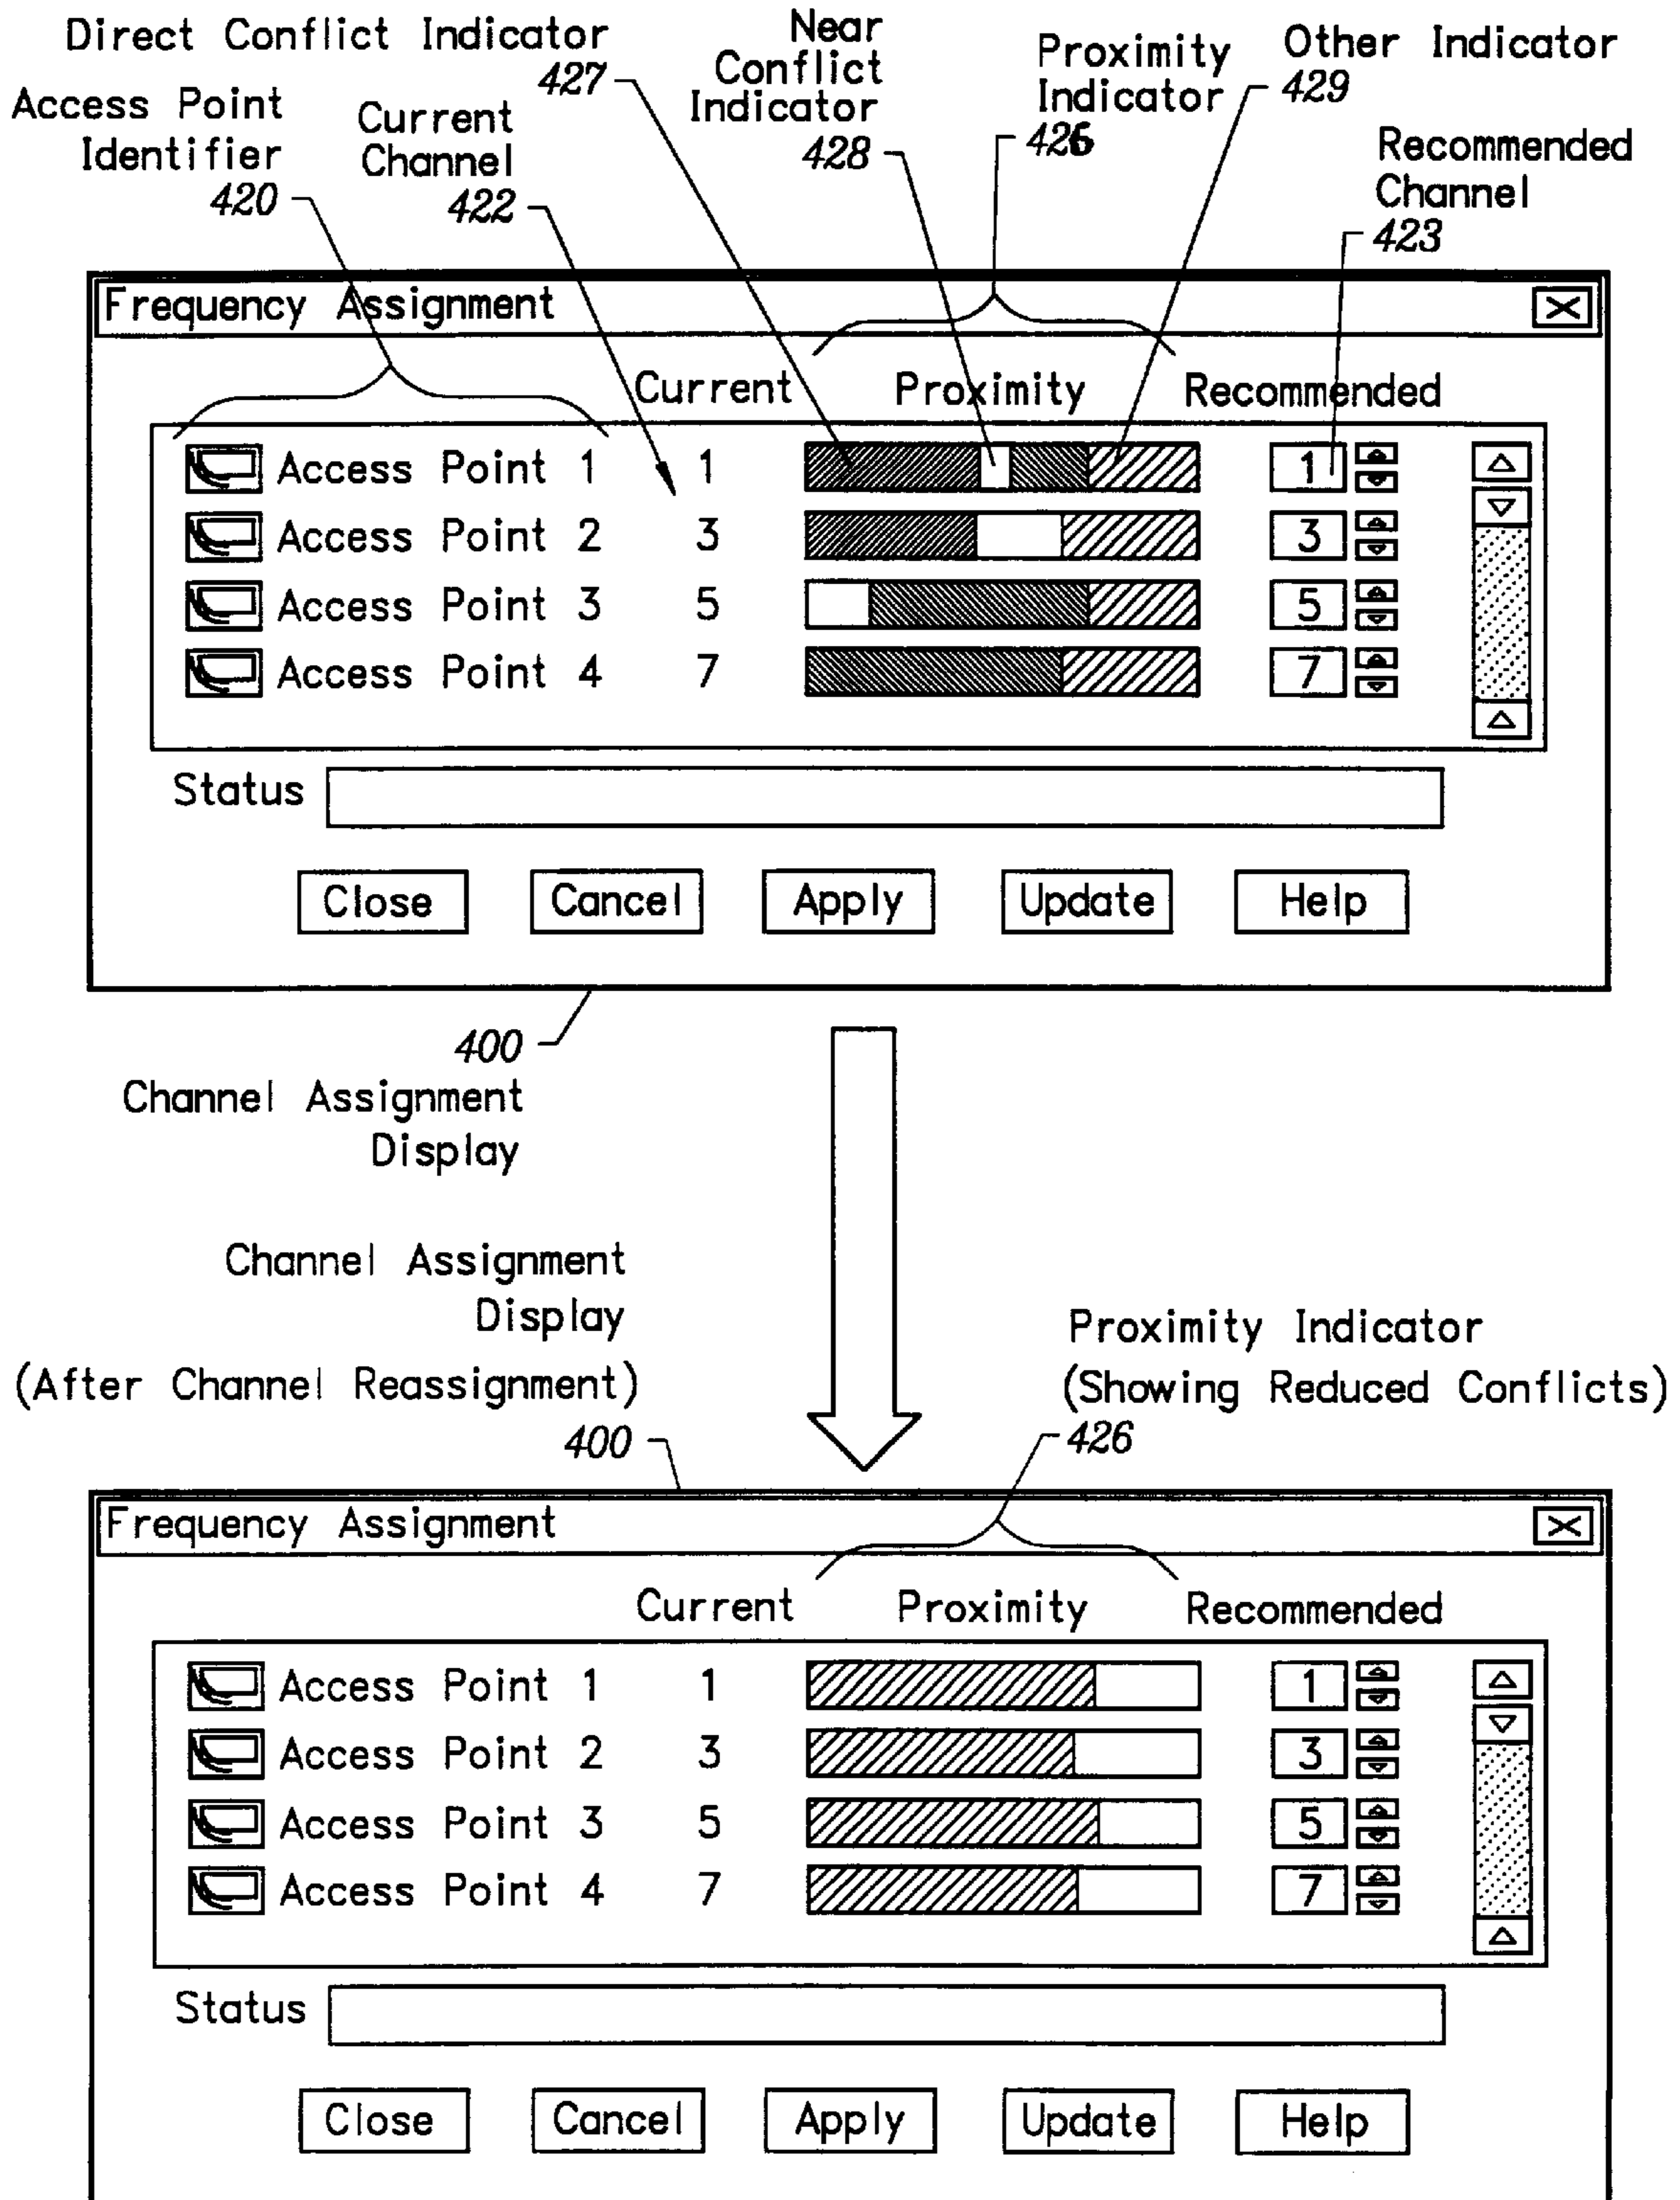 Direct Conflict Indicator
427
Near
Conflict
Indicator
428
Proximity
Indicator
426
Other Indicator
429
Access Point
Identifier
420
Current
Channel
422
Recommended
Channel
423
Frequency Assignment
Current Proximity Recommended
Access Point 1 1 1
Access Point 2 3 3
Access Point 3 5 5
Access Point 4 7 7
Status
Close Cancel Apply Update Help
400
Channel Assignment
Display
Channel Assignment
Display
(After Channel Reassignment)
400
Proximity Indicator
(Showing Reduced Conflicts)
426
Frequency Assignment
Current Proximity Recommended
Access Point 1 1 1
Access Point 2 3 3
Access Point 3 5 5
Access Point 4 7 7
Status
Close Cancel Apply Update Help